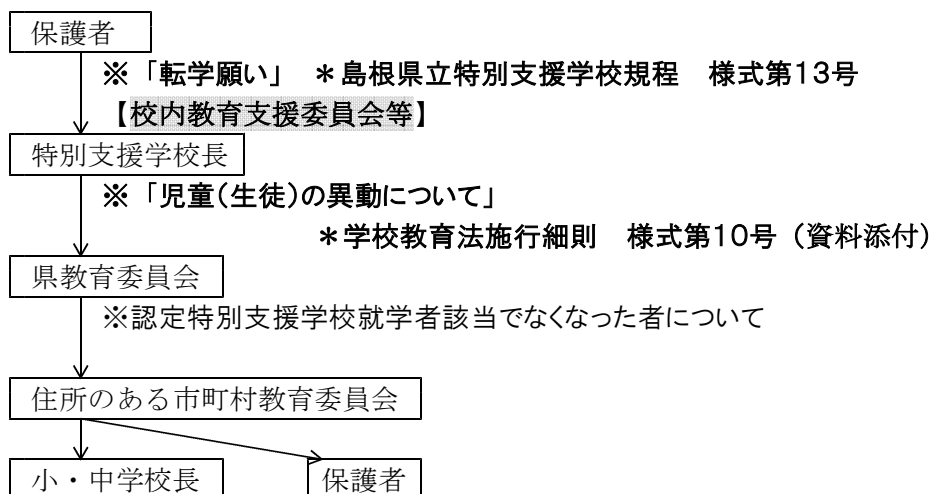 保護者
※「転学願い」 *島根県立特別支援学校規程 様式第13号
【校内教育支援委員会等】
特別支援学校長
※「児童(生徒)の異動について」
*学校教育法施行細則 様式第10号(資料添付)
県教育委員会
※認定特別支援学校就学者該当でなくなった者について
住所のある市町村教育委員会
小・中学校長 保護者